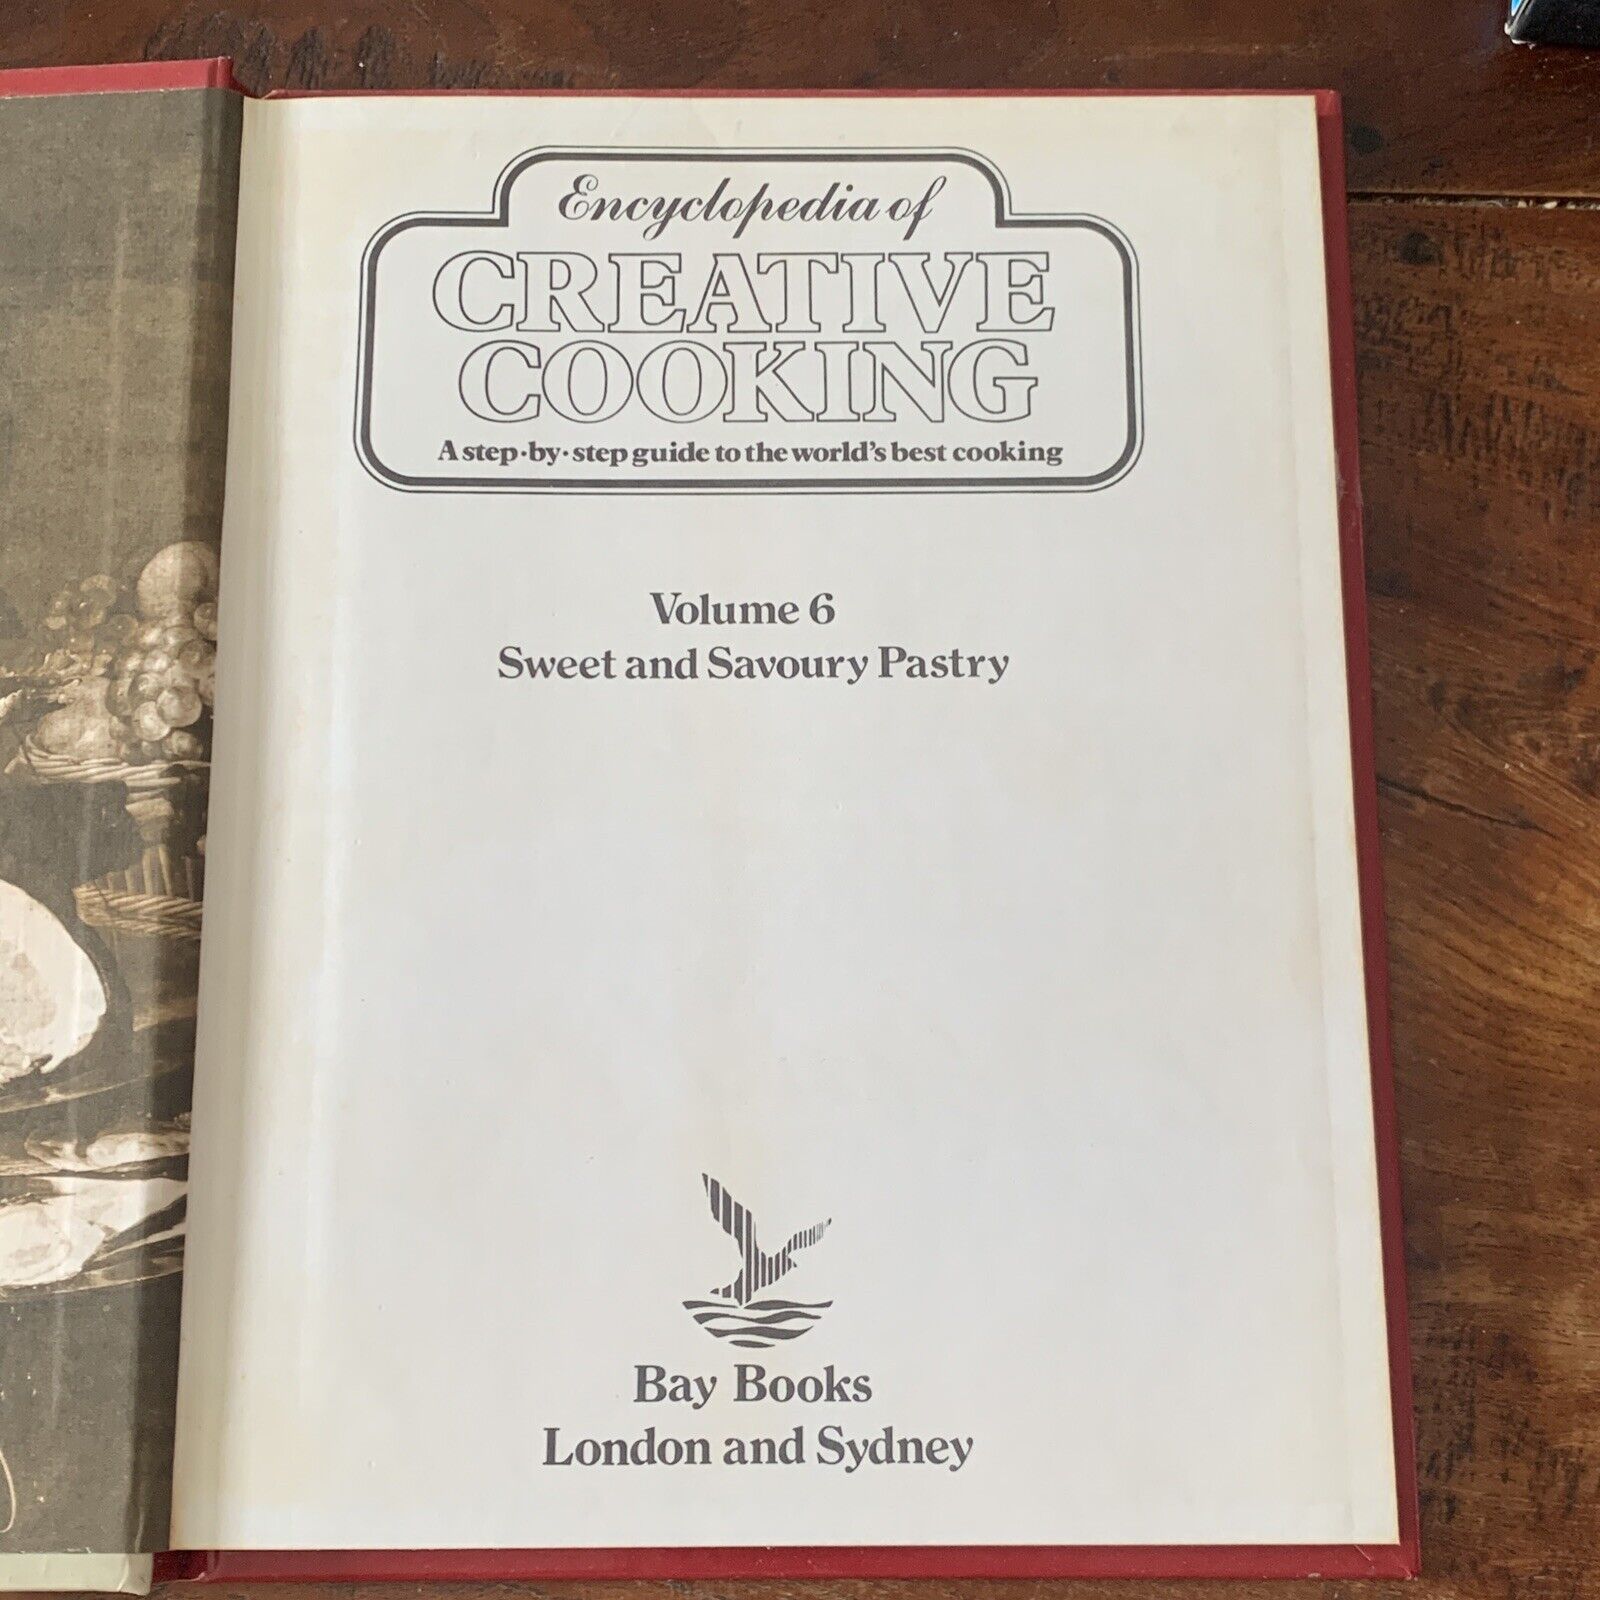 Encyclopedia of
CREATIVE
COOKING
A step-by-step guide to the world's best cooking
Volume 6
Sweet and Savoury Pastry
Bay Books
London and Sydney